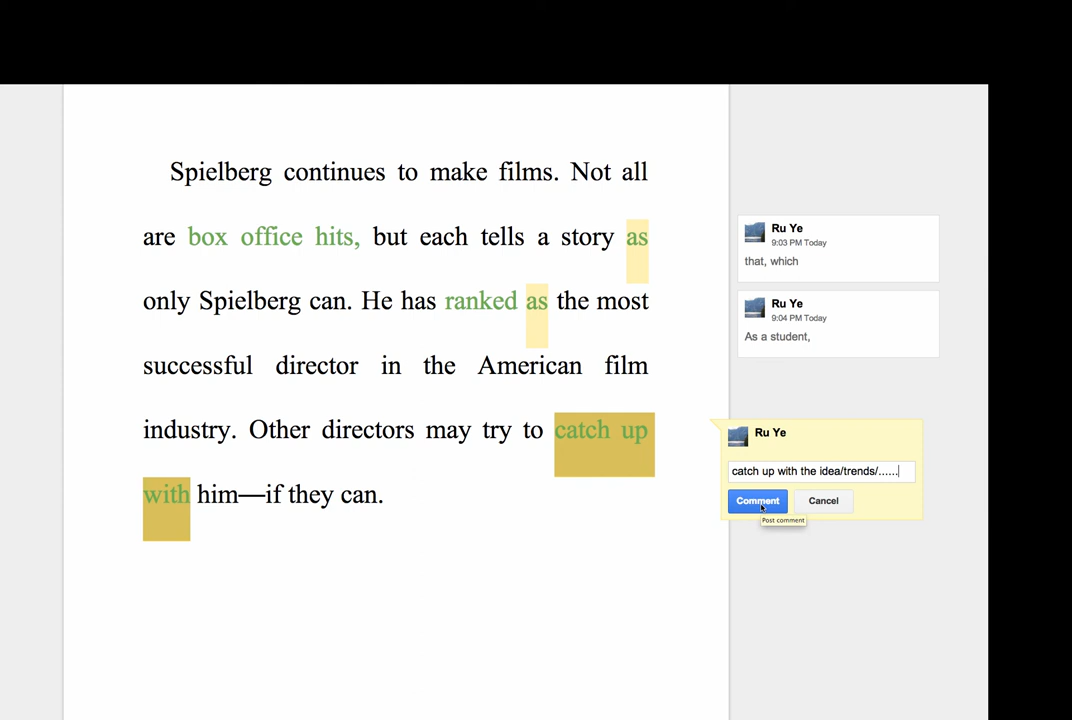 Spielberg continues to make films. Not all
are box office hits, but each tells a story as
only Spielberg can. He has ranked as the most
successful director in the American film
industry. Other directors may try to catch up
with him—if they can.
Ru Ye
9:03 PM Today
that, which
Ru Ye
9:04 PM Today
As a student,
Ru Ye
catch up with the idea/trends/......
Comment Cancel
Post comment